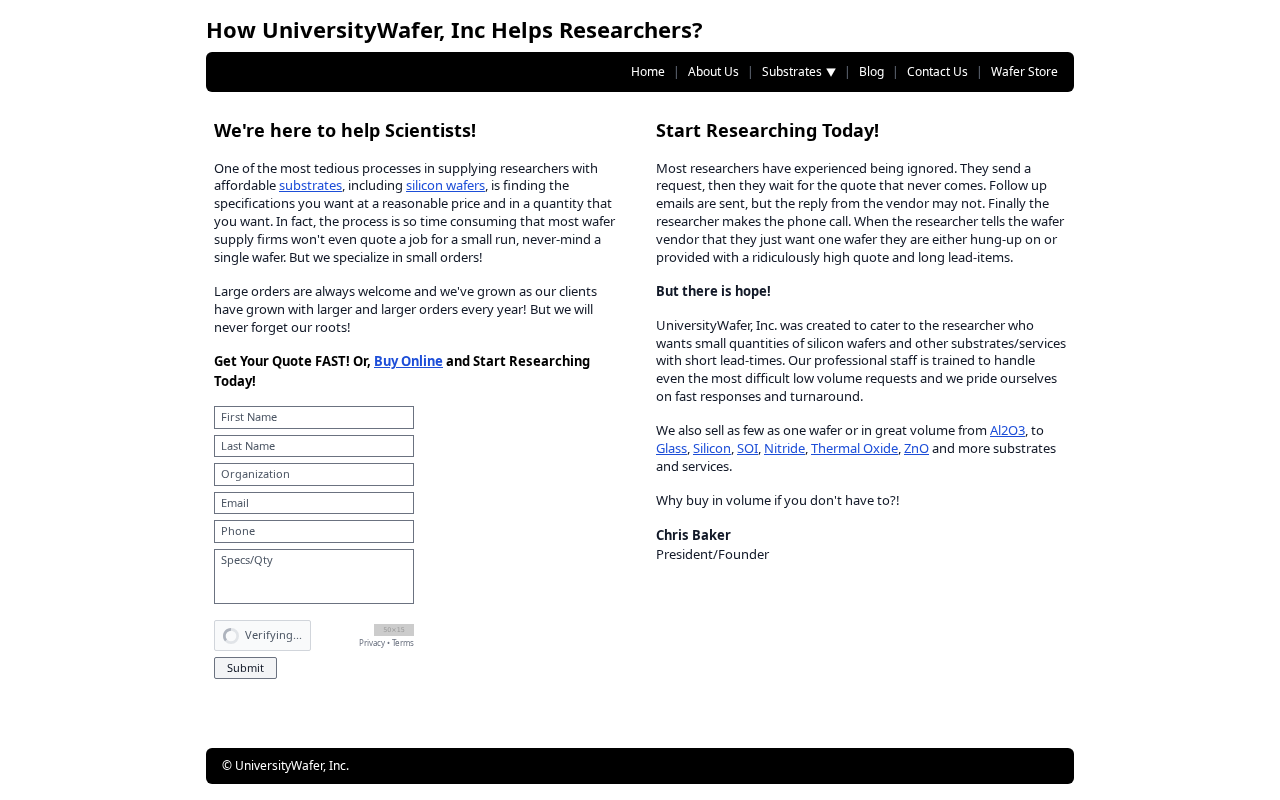 How UniversityWafer, Inc Helps Researchers?
Home | About Us | Substrates ▼ | Blog | Contact Us | Wafer Store
We're here to help Scientists!
One of the most tedious processes in supplying researchers with
affordable substrates, including silicon wafers, is finding the
specifications you want at a reasonable price and in a quantity that
you want. In fact, the process is so time consuming that most wafer
supply firms won't even quote a job for a small run, never-mind a
single wafer. But we specialize in small orders!
Large orders are always welcome and we've grown as our clients
have grown with larger and larger orders every year! But we will
never forget our roots!
Get Your Quote FAST! Or, Buy Online and Start Researching
Today!
First Name
Last Name
Organization
Email
Phone
Specs/Qty
Verifying...
50x15
Privacy • Terms
Submit
Start Researching Today!
Most researchers have experienced being ignored. They send a
request, then they wait for the quote that never comes. Follow up
emails are sent, but the reply from the vendor may not. Finally the
researcher makes the phone call. When the researcher tells the wafer
vendor that they just want one wafer they are either hung-up on or
provided with a ridiculously high quote and long lead-items.
But there is hope!
UniversityWafer, Inc. was created to cater to the researcher who
wants small quantities of silicon wafers and other substrates/services
with short lead-times. Our professional staff is trained to handle
even the most difficult low volume requests and we pride ourselves
on fast responses and turnaround.
We also sell as few as one wafer or in great volume from Al2O3, to
Glass, Silicon, SOI, Nitride, Thermal Oxide, ZnO and more substrates
and services.
Why buy in volume if you don't have to?!
Chris Baker
President/Founder
© UniversityWafer, Inc.